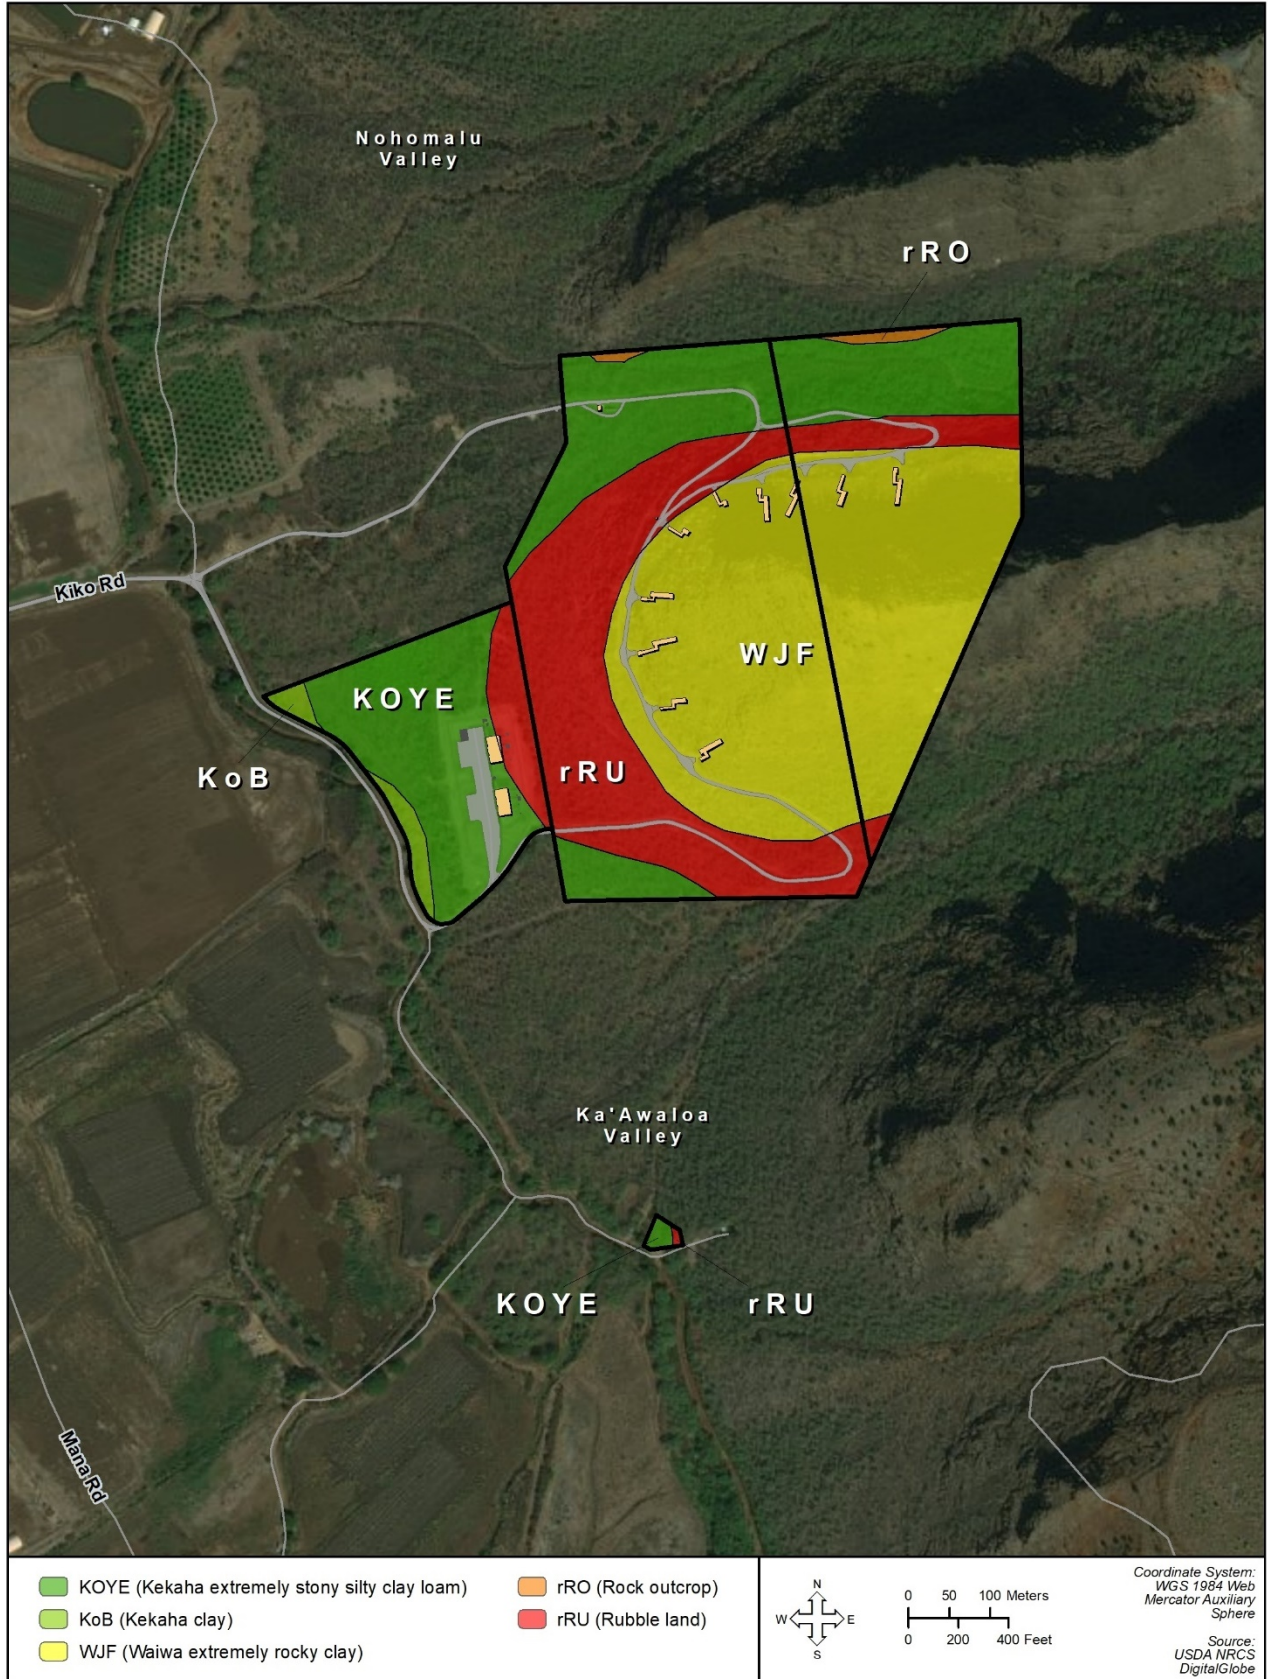 Nohomalu
Valley
rRO
Kiko Rd
WJF
KOYE
rRU
KoB
Ka'Awaloa
Valley
KOYE
rRU
Mana Rd
KOYE (Kekaha extremely stony silty clay loam)
KoB (Kekaha clay)
WJF (Waiwa extremely rocky clay)
rRO (Rock outcrop)
rRU (Rubble land)
N
W E
S
0 50 100 Meters
0 200 400 Feet
Coordinate System:
WGS 1984 Web
Mercator Auxiliary
Sphere
Source:
USDA NRCS
DigitalGlobe